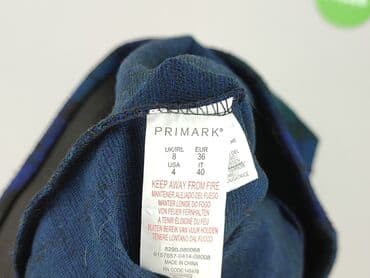 PRIMARK®
UK/IRL EUR
8 36
USA IT
4 40
KEEP AWAY FROM FIRE
MANTENER ALEJADO DEL FUEGO
MANTER LONGE DO FOGO
VON FEUER FERNHALTEN
A TENIR ELOIGNE DU FEU
BLATEN BEREIK VAN VUUR HOUDEN
TENERE LONTANO DAL FUOCO
MADE IN CHINA